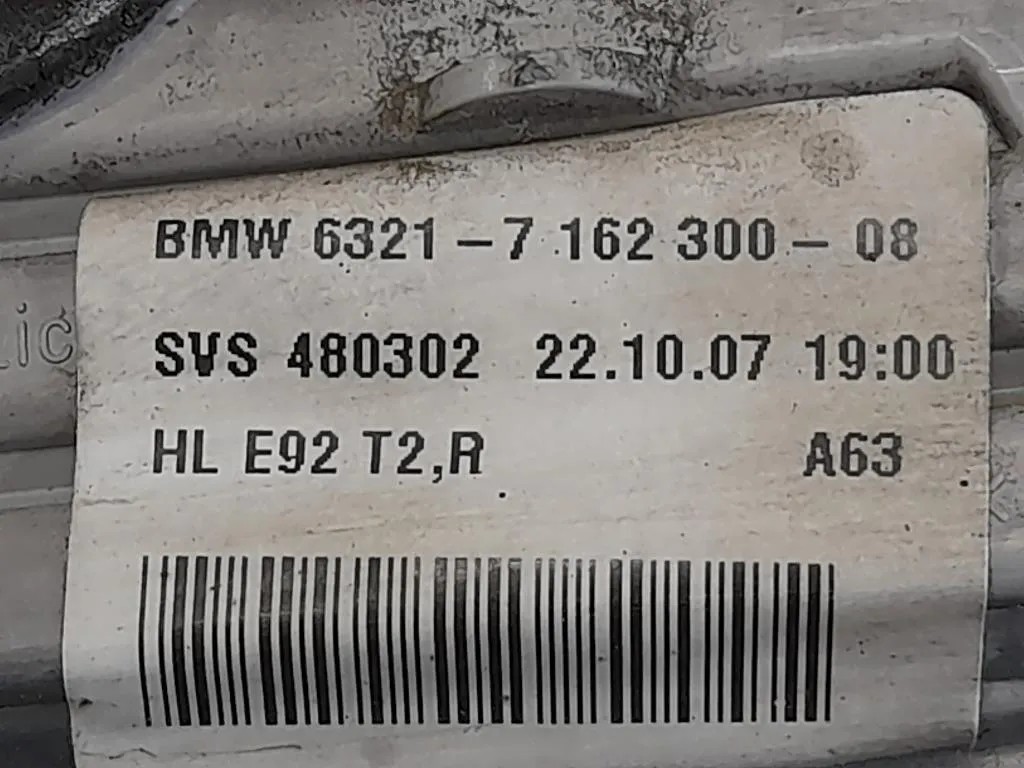 BMW 6321-7 162 300- 08
SVS 480302 22.10.07 19:00
HL E92 T2,R A63